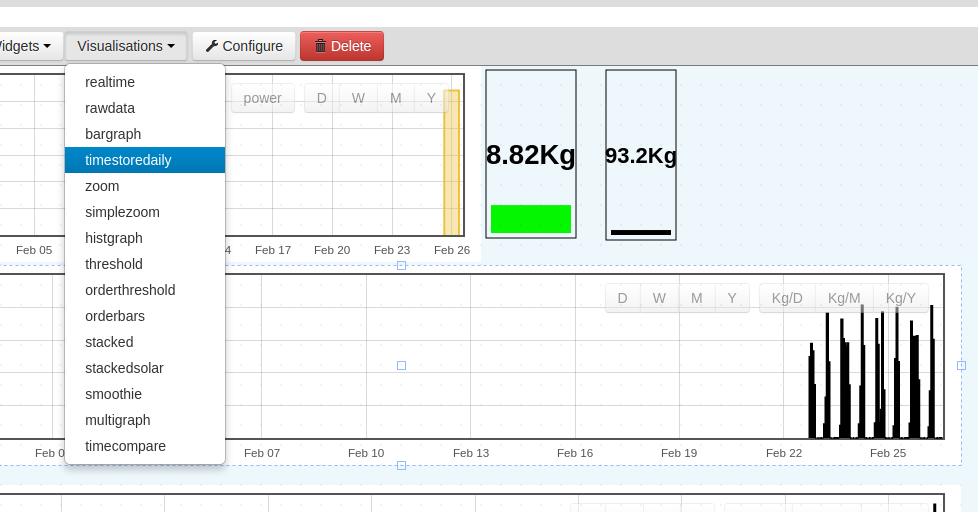 idgets Visualisations Configure Delete
realtime
rawdata
bargraph
timestoredaily
zoom
simplezoom
histgraph
threshold
orderthreshold
orderbars
stacked
stackedsolar
smoothie
multigraph
timecompare
power D W M Y
8.82Kg 93.2Kg
Feb 05 4 Feb 17 Feb 20 Feb 23 Feb 26
D W M Y Kg/D Kg/M Kg/Y
Feb 0 Feb 07 Feb 10 Feb 13 Feb 16 Feb 19 Feb 22 Feb 25